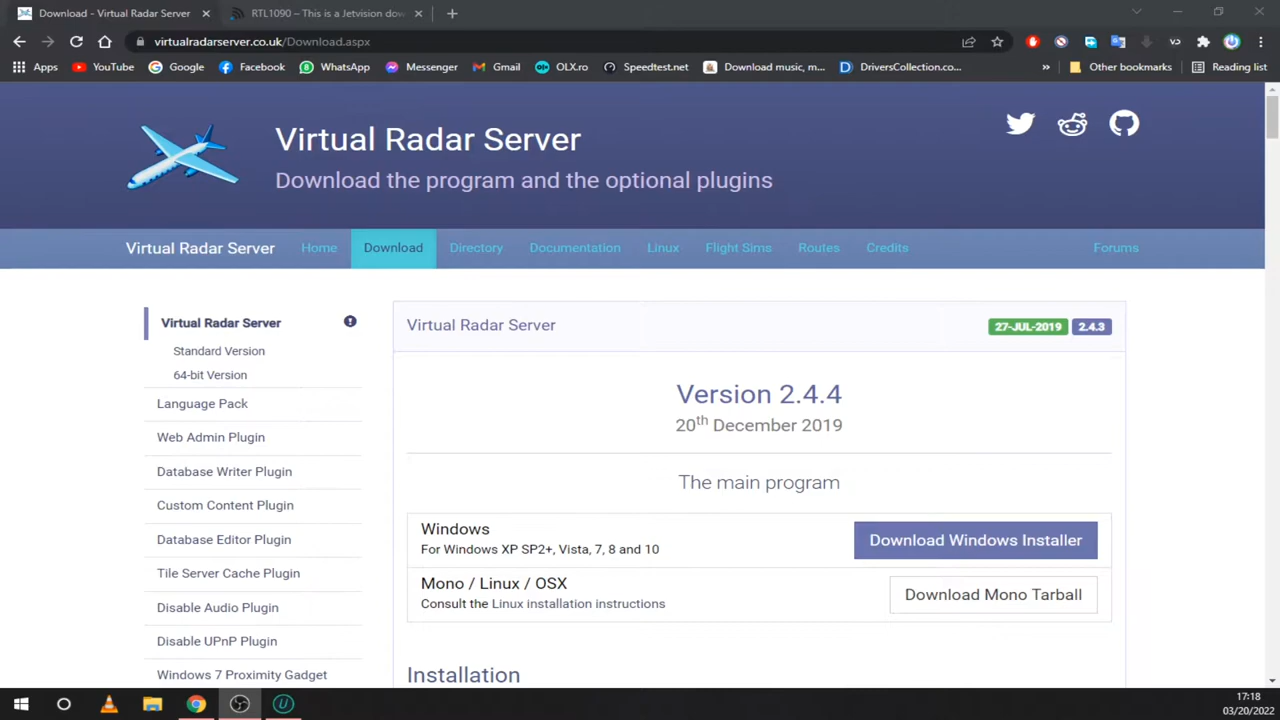 Download - Virtual Radar Server
RTL1090 – This is a Jetvision dow
virtualradarserver.co.uk/Download.aspx
Apps
YouTube
Google
Facebook
WhatsApp
Messenger
Gmail
OLX.ro
Speedtest.net
Download music, m...
DriversCollection.co...
»
Other bookmarks
Reading list
Virtual Radar Server
Download the program and the optional plugins
Virtual Radar Server
Home
Download
Directory
Documentation
Linux
Flight Sims
Routes
Credits
Forums
Virtual Radar Server
Standard Version
64-bit Version
Language Pack
Web Admin Plugin
Database Writer Plugin
Custom Content Plugin
Database Editor Plugin
Tile Server Cache Plugin
Disable Audio Plugin
Disable UPnP Plugin
Windows 7 Proximity Gadget
Virtual Radar Server
27-JUL-2019
2.4.3
Version 2.4.4
20th December 2019
The main program
Windows
For Windows XP SP2+, Vista, 7, 8 and 10
Download Windows Installer
Mono / Linux / OSX
Consult the Linux installation instructions
Download Mono Tarball
Installation
17:18
03/20/2022